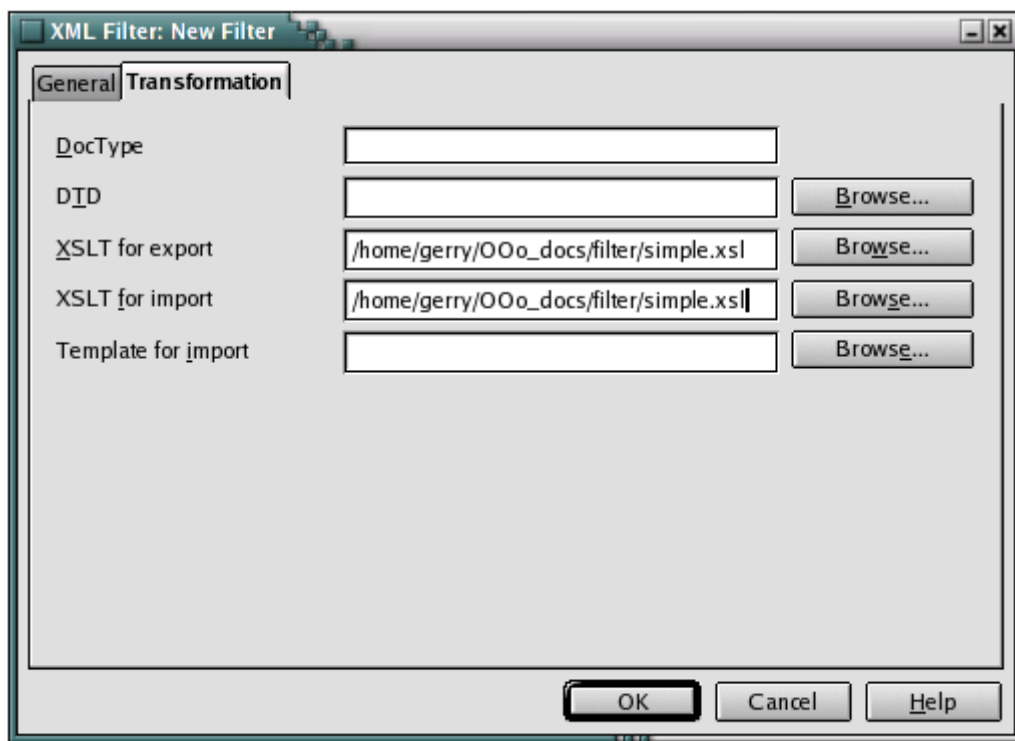 XML Filter: New Filter
General Transformation
DocType
DTD Browse...
XSLT for export /home/gerry/OOo_docs/filter/simple.xsl Browse...
XSLT for import /home/gerry/OOo_docs/filter/simple.xsl Browse...
Template for import Browse...
OK Cancel Help